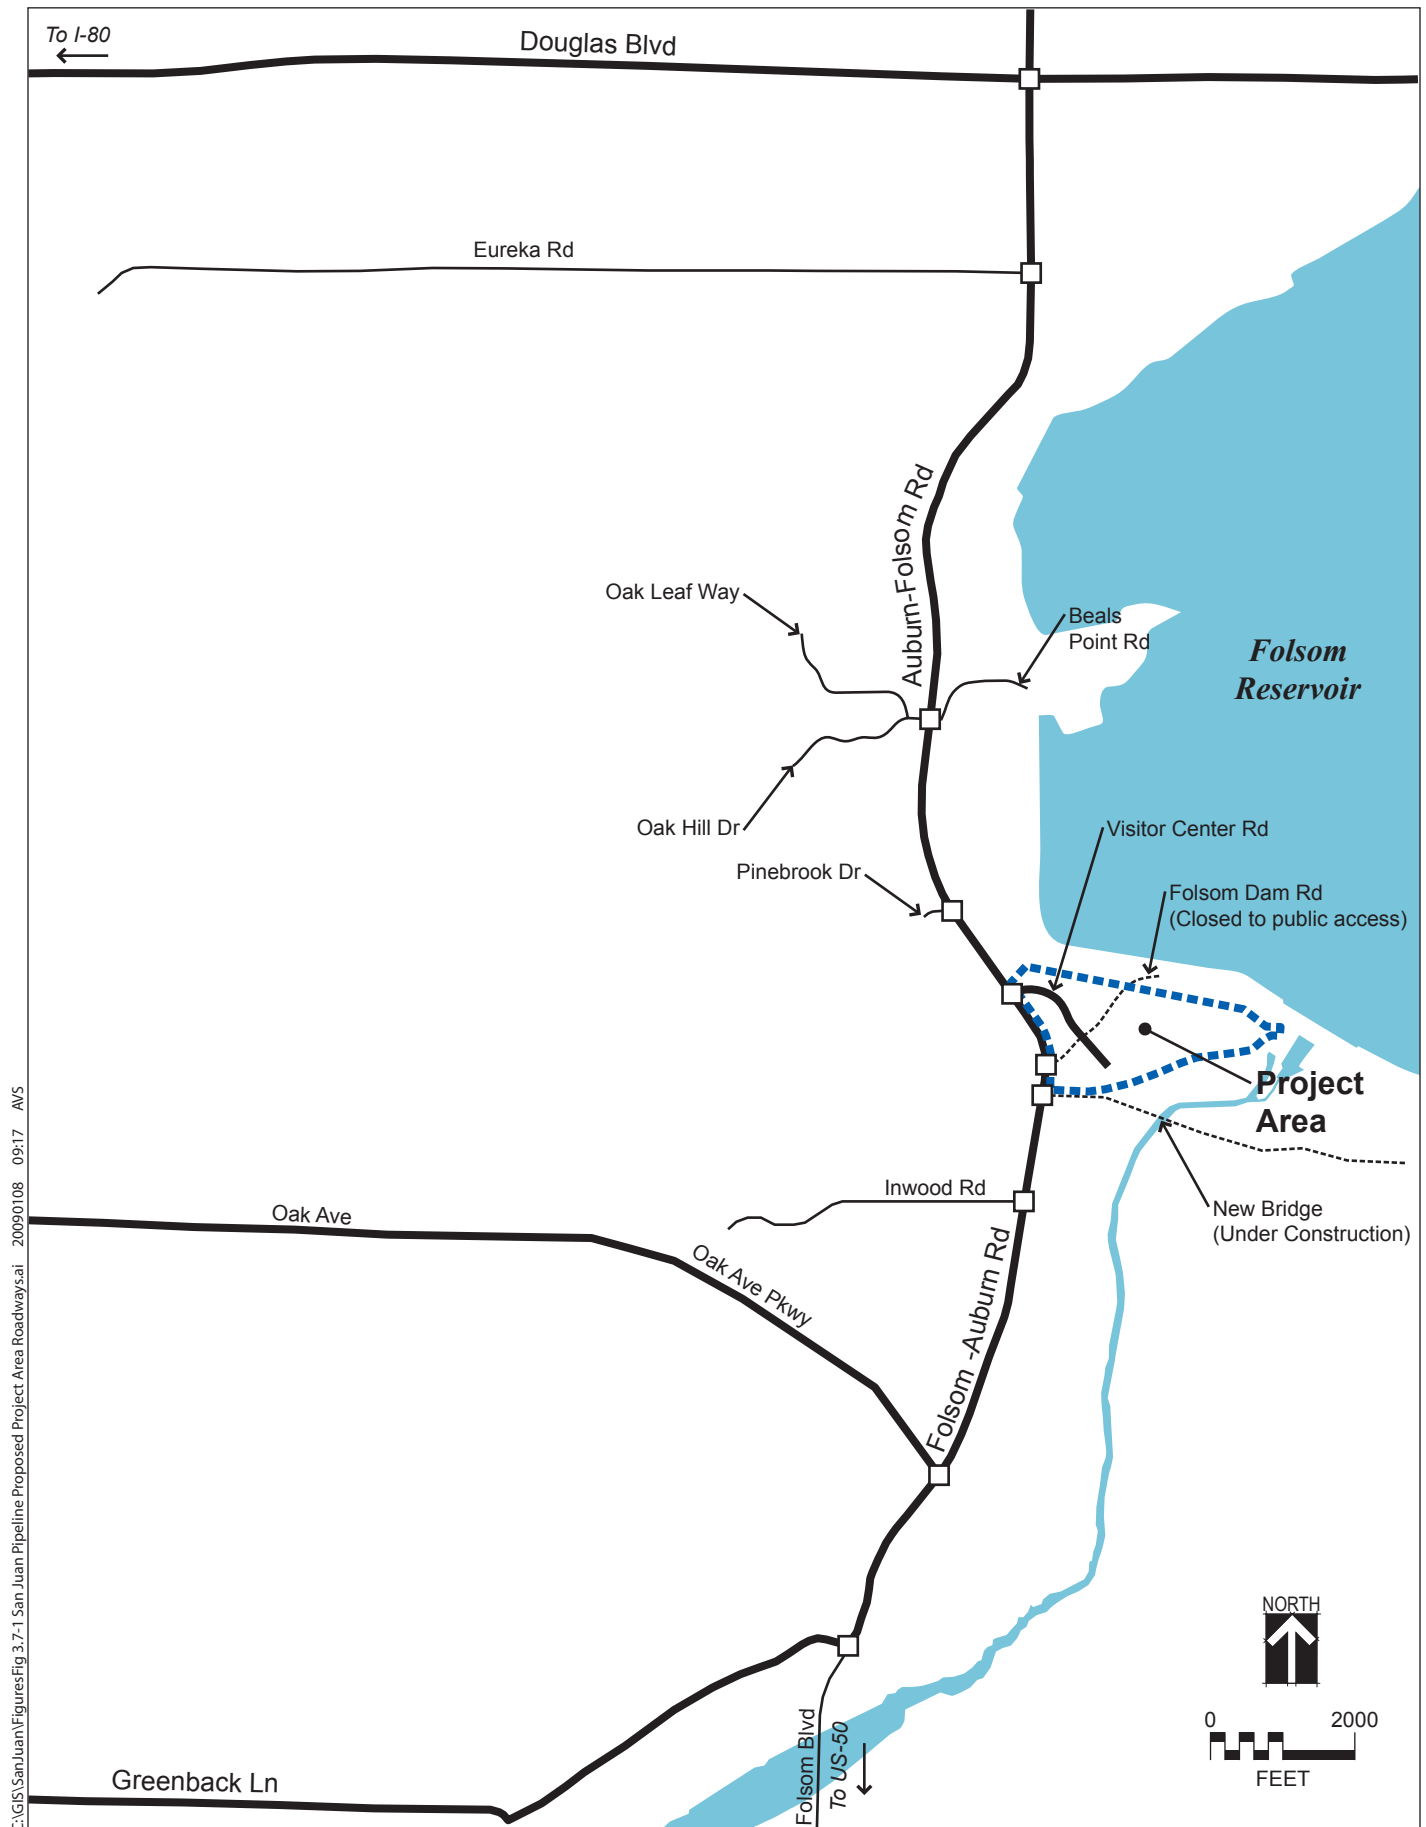 To I-80
Douglas Blvd
Eureka Rd
Auburn-Folsom Rd
Oak Leaf Way
Beals
Point Rd
Folsom
Reservoir
Oak Hill Dr
Visitor Center Rd
Pinebrook Dr
Folsom Dam Rd
(Closed to public access)
Project
Area
Inwood Rd
New Bridge
(Under Construction)
Oak Ave
Oak Ave Pkwy
Folsom -Auburn Rd
NORTH
0 2000
FEET
Folsom Blvd
To US-50
Greenback Ln
C:\GIS\SanJuan\FiguresFig 3.7-1 San Juan Pipeline Proposed Project Area Roadways.ai 20090108 09:17 AVS